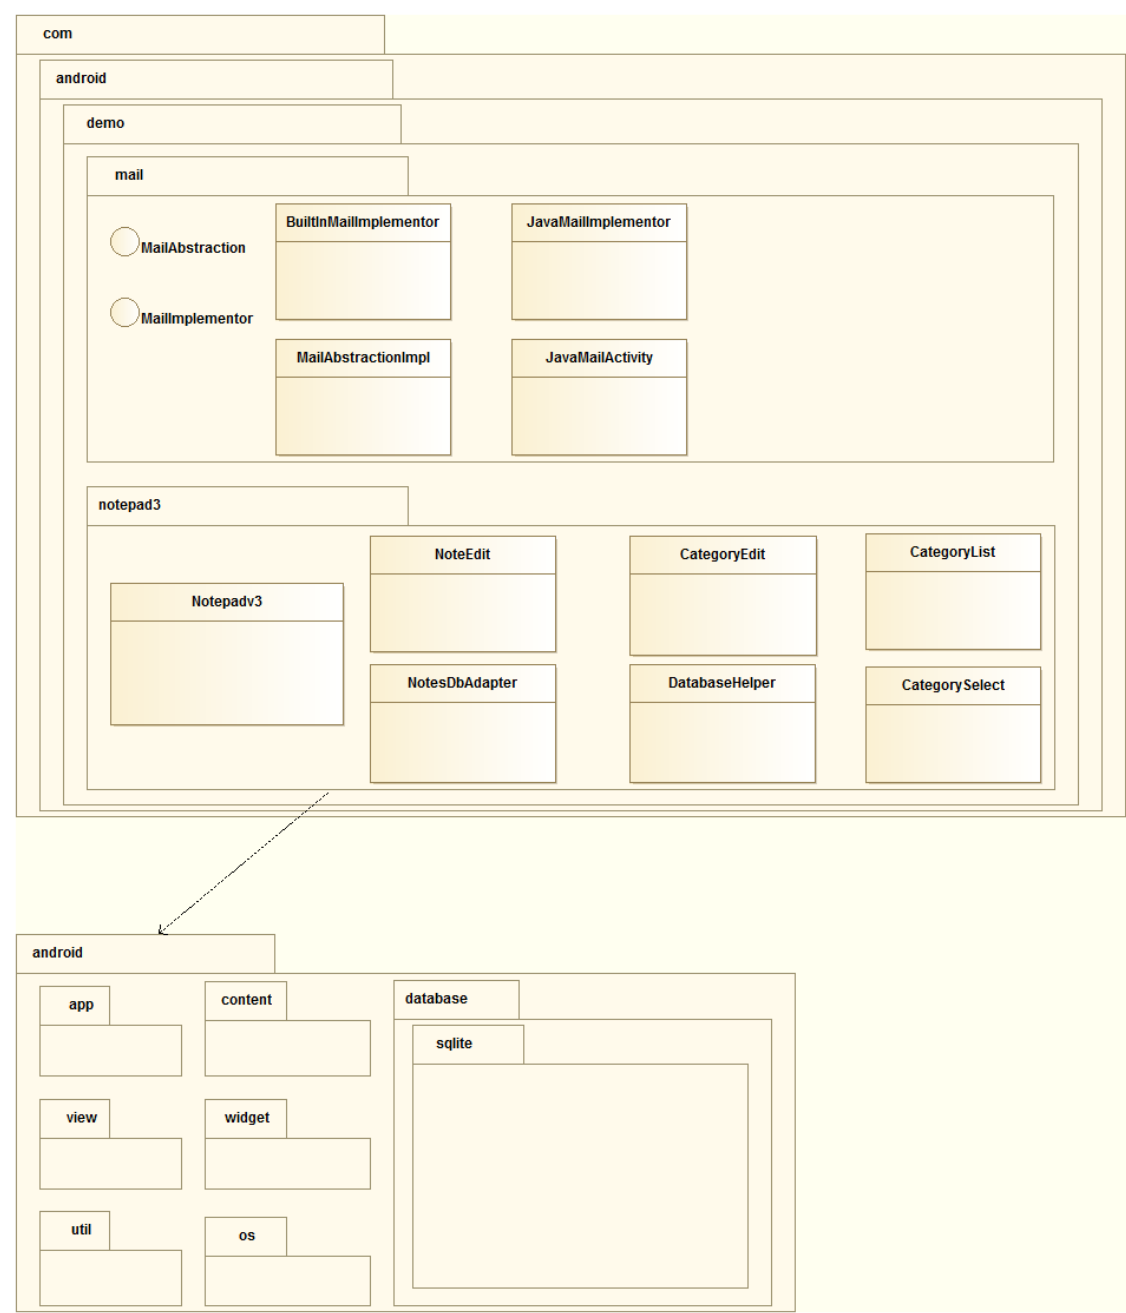 com
android
demo
mail
MailAbstraction
MailImplementor
BuiltInMailImplementor
JavaMailImplementor
MailAbstractionImpl
JavaMailActivity
notepad3
Notepadv3
NoteEdit
CategoryEdit
CategoryList
NotesDbAdapter
DatabaseHelper
CategorySelect
android
app
content
database
sqlite
view
widget
util
os